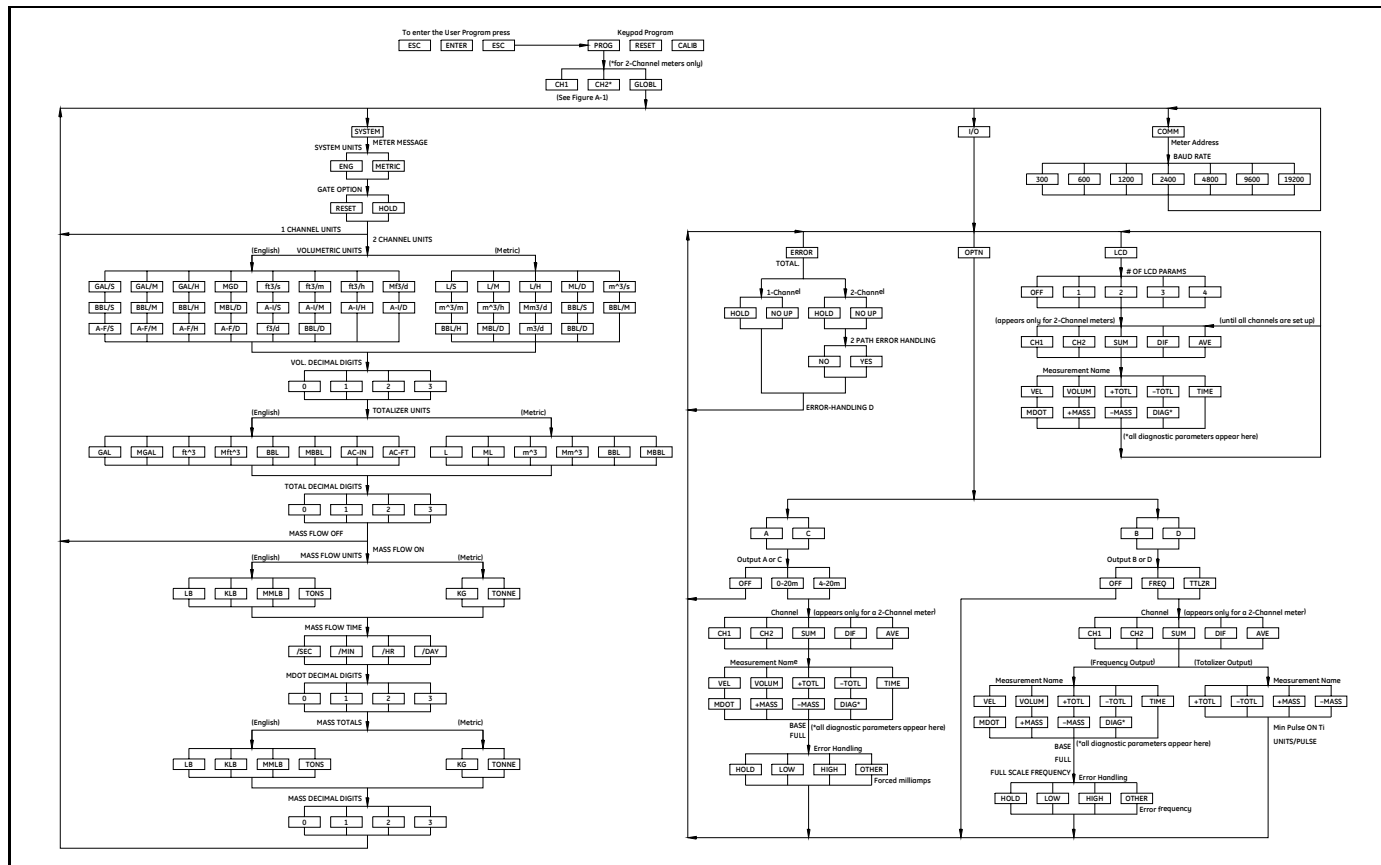 To enter the User Program press
Keypad Program
ESC ENTER ESC PROG RESET CALIB
(*for 2-Channel meters only)
CH1 CH2* GLOBL
(See Figure A-1)
SYSTEM
METER MESSAGE
SYSTEM UNITS
ENG METRIC
GATE OPTION
RESET HOLD
1 CHANNEL UNITS
2 CHANNEL UNITS
(English) VOLUMETRIC UNITS (Metric)
GAL/S GAL/M GAL/H MGD ft3/s ft3/m ft3/h Mf3/d L/S L/M L/H ML/D m^3/s
BBL/S BBL/M BBL/H MBL/D A-I/S A-I/M A-I/H A-I/D m^3/m m^3/h Mm3/d BBL/S BBL/M
A-F/S A-F/M A-F/H A-F/D f3/d BBL/D BBL/H MBL/D m3/d BBL/D
VOL. DECIMAL DIGITS
0 1 2 3
TOTALIZER UNITS
(English) (Metric)
GAL MGAL ft^3 Mft^3 BBL MBBL AC-IN AC-FT L ML m^3 Mm^3 BBL MBBL
TOTAL DECIMAL DIGITS
0 1 2 3
MASS FLOW OFF
MASS FLOW ON
(English) MASS FLOW UNITS (Metric)
LB KLB MMLB TONS KG TONNE
MASS FLOW TIME
/SEC /MIN /HR /DAY
MDOT DECIMAL DIGITS
0 1 2 3
(English) MASS TOTALS (Metric)
LB KLB MMLB TONS KG TONNE
MASS DECIMAL DIGITS
0 1 2 3
I/O
COMM
Meter Address
BAUD RATE
300 600 1200 2400 4800 9600 19200
ERROR
TOTAL.
1-Channel 2-Channel
HOLD NO UP HOLD NO UP
2 PATH ERROR HANDLING
NO YES
ERROR-HANDLING D
OPTN
LCD
# OF LCD PARAMS
OFF 1 2 3 4
(appears only for 2-Channel meters) (until all channels are set up)
CH1 CH2 SUM DIF AVE
Measurement Name
VEL VOLUM +TOTL –TOTL TIME
MDOT +MASS –MASS DIAG*
(*all diagnostic parameters appear here)
A C
Output A or C
OFF 0-20m 4-20m
Channel (appears only for a 2-Channel meter)
CH1 CH2 SUM DIF AVE
Measurement Name
VEL VOLUM +TOTL –TOTL TIME
MDOT +MASS –MASS DIAG*
BASE (*all diagnostic parameters appear here)
FULL
Error Handling
HOLD LOW HIGH OTHER
Forced milliamps
B D
Output B or D
OFF FREQ TTLZR
Channel (appears only for a 2-Channel meter)
CH1 CH2 SUM DIF AVE
(Frequency Output) (Totalizer Output)
Measurement Name Measurement Name
VEL VOLUM +TOTL –TOTL TIME +TOTL –TOTL +MASS –MASS
MDOT +MASS –MASS DIAG*
Min Pulse ON Ti
BASE (*all diagnostic parameters appear here)
UNITS/PULSE
FULL
FULL SCALE FREQUENCY Error Handling
HOLD LOW HIGH OTHER
Error frequency